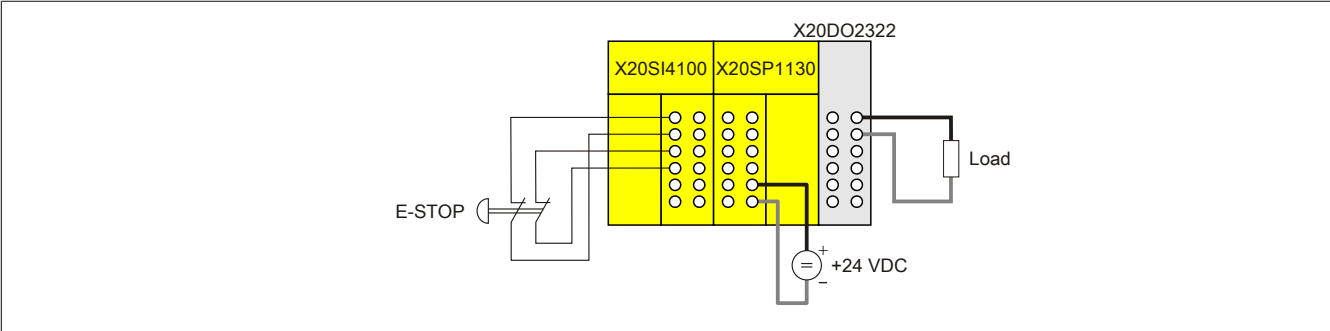 X20DO2322
X20SI4100 X20SP1130
Load
E-STOP
+
+24 VDC
–